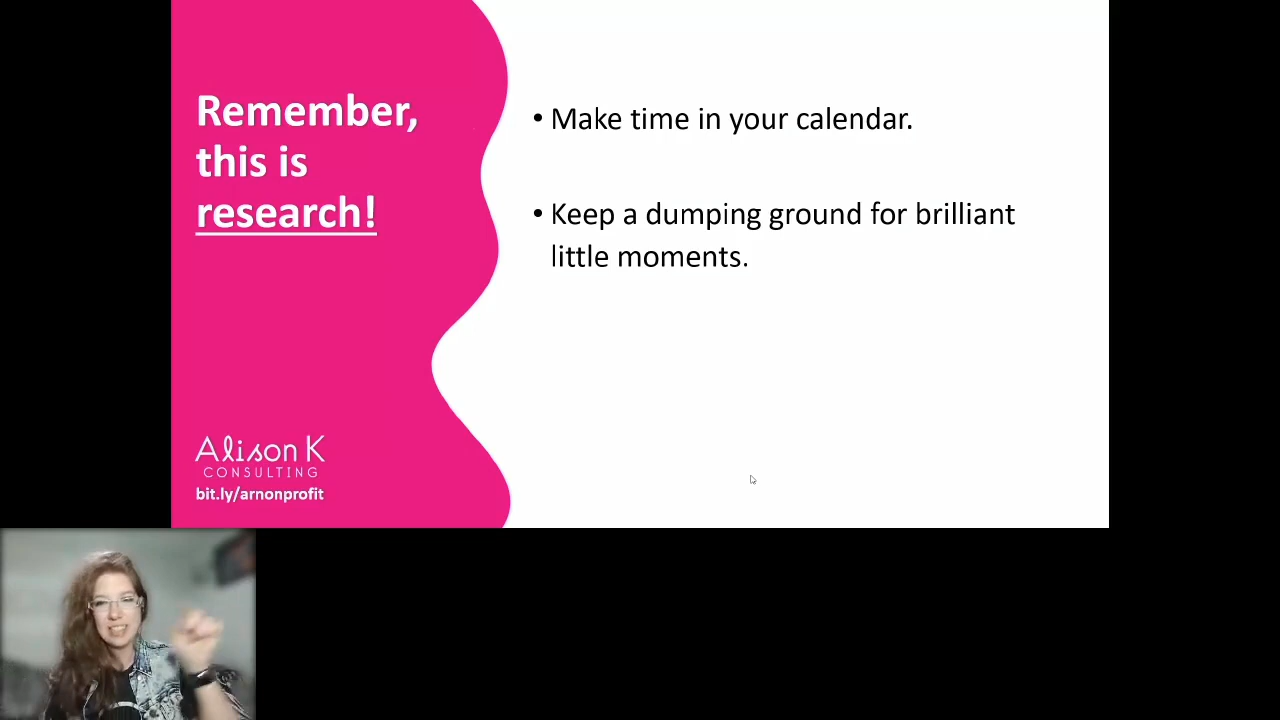 Remember,
this is
research!
• Make time in your calendar.
• Keep a dumping ground for brilliant
little moments.
Alison K
CONSULTING
bit.ly/arnonprofit